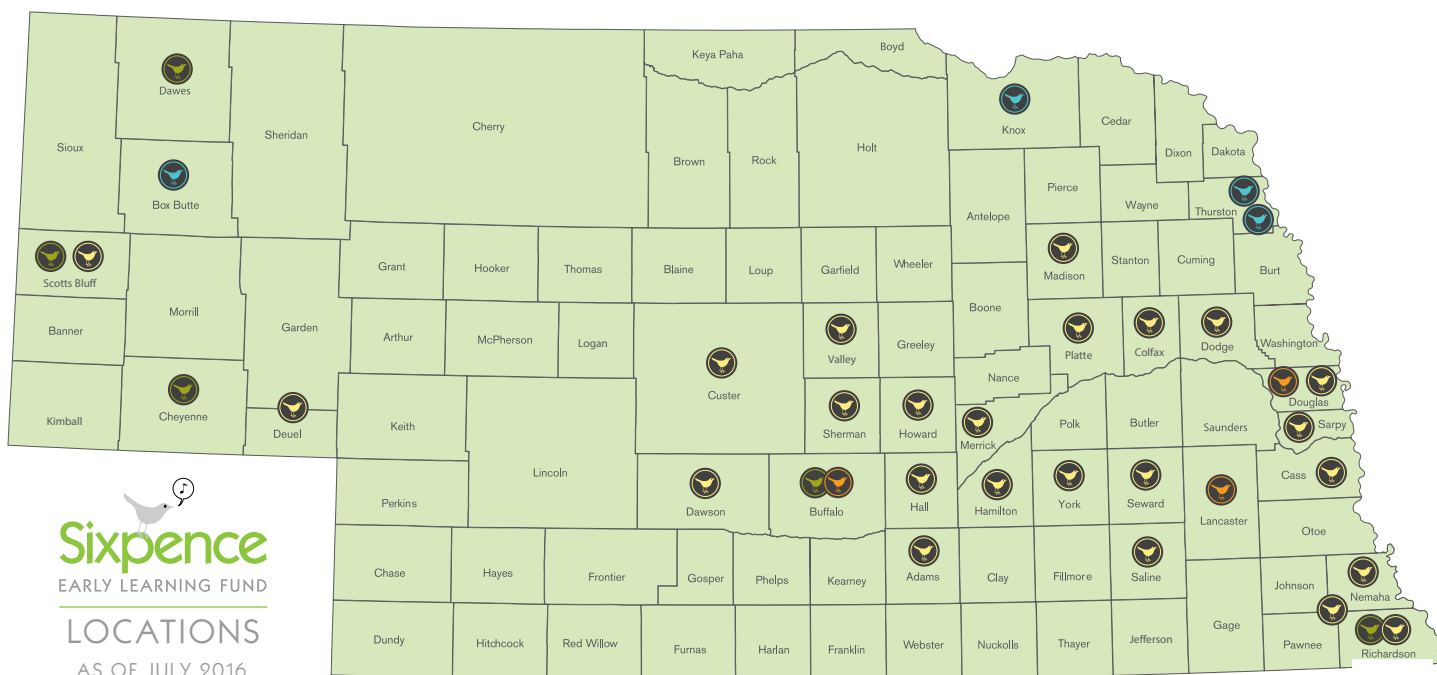 Keya Paha
Boyd
Dawes
Sheridan
Cherry
Knox
Cedar
Sioux
Brown
Rock
Holt
Dixon
Dakota
Box Butte
Pierce
Wayne
Thurston
Antelope
Scotts Bluff
Grant
Hooker
Thomas
Blaine
Loup
Garfield
Wheeler
Madison
Stanton
Cuming
Burt
Banner
Morrill
Garden
Arthur
McPherson
Logan
Custer
Valley
Greeley
Boone
Platte
Colfax
Dodge
Washington
Kimball
Cheyenne
Deuel
Keith
Lincoln
Sherman
Howard
Nance
Merrick
Polk
Butler
Saunders
Douglas
Sarpy
Perkins
Dawson
Buffalo
Hall
Hamilton
York
Seward
Lancaster
Cass
Otoe
Chase
Hayes
Frontier
Gosper
Phelps
Kearney
Adams
Clay
Fillmore
Saline
Johnson
Nemaha
Dundy
Hitchcock
Red Willow
Furnas
Harlan
Franklin
Webster
Nuckolls
Thayer
Jefferson
Gage
Pawnee
Richardson
Sixpence
EARLY LEARNING FUND
LOCATIONS
AS OF JULY 2016